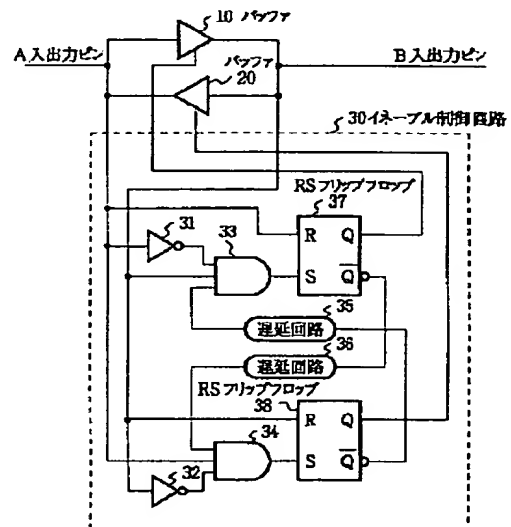 10 バッファ
A入出力ピン
B入出力ピン
バッファ
20
30イネーブル制御回路
RSフリップフロップ
37
31
33
R Q
S Q
35
遅延回路
36
遅延回路
RSフリップフロップ
38
34
R Q
S Q
32